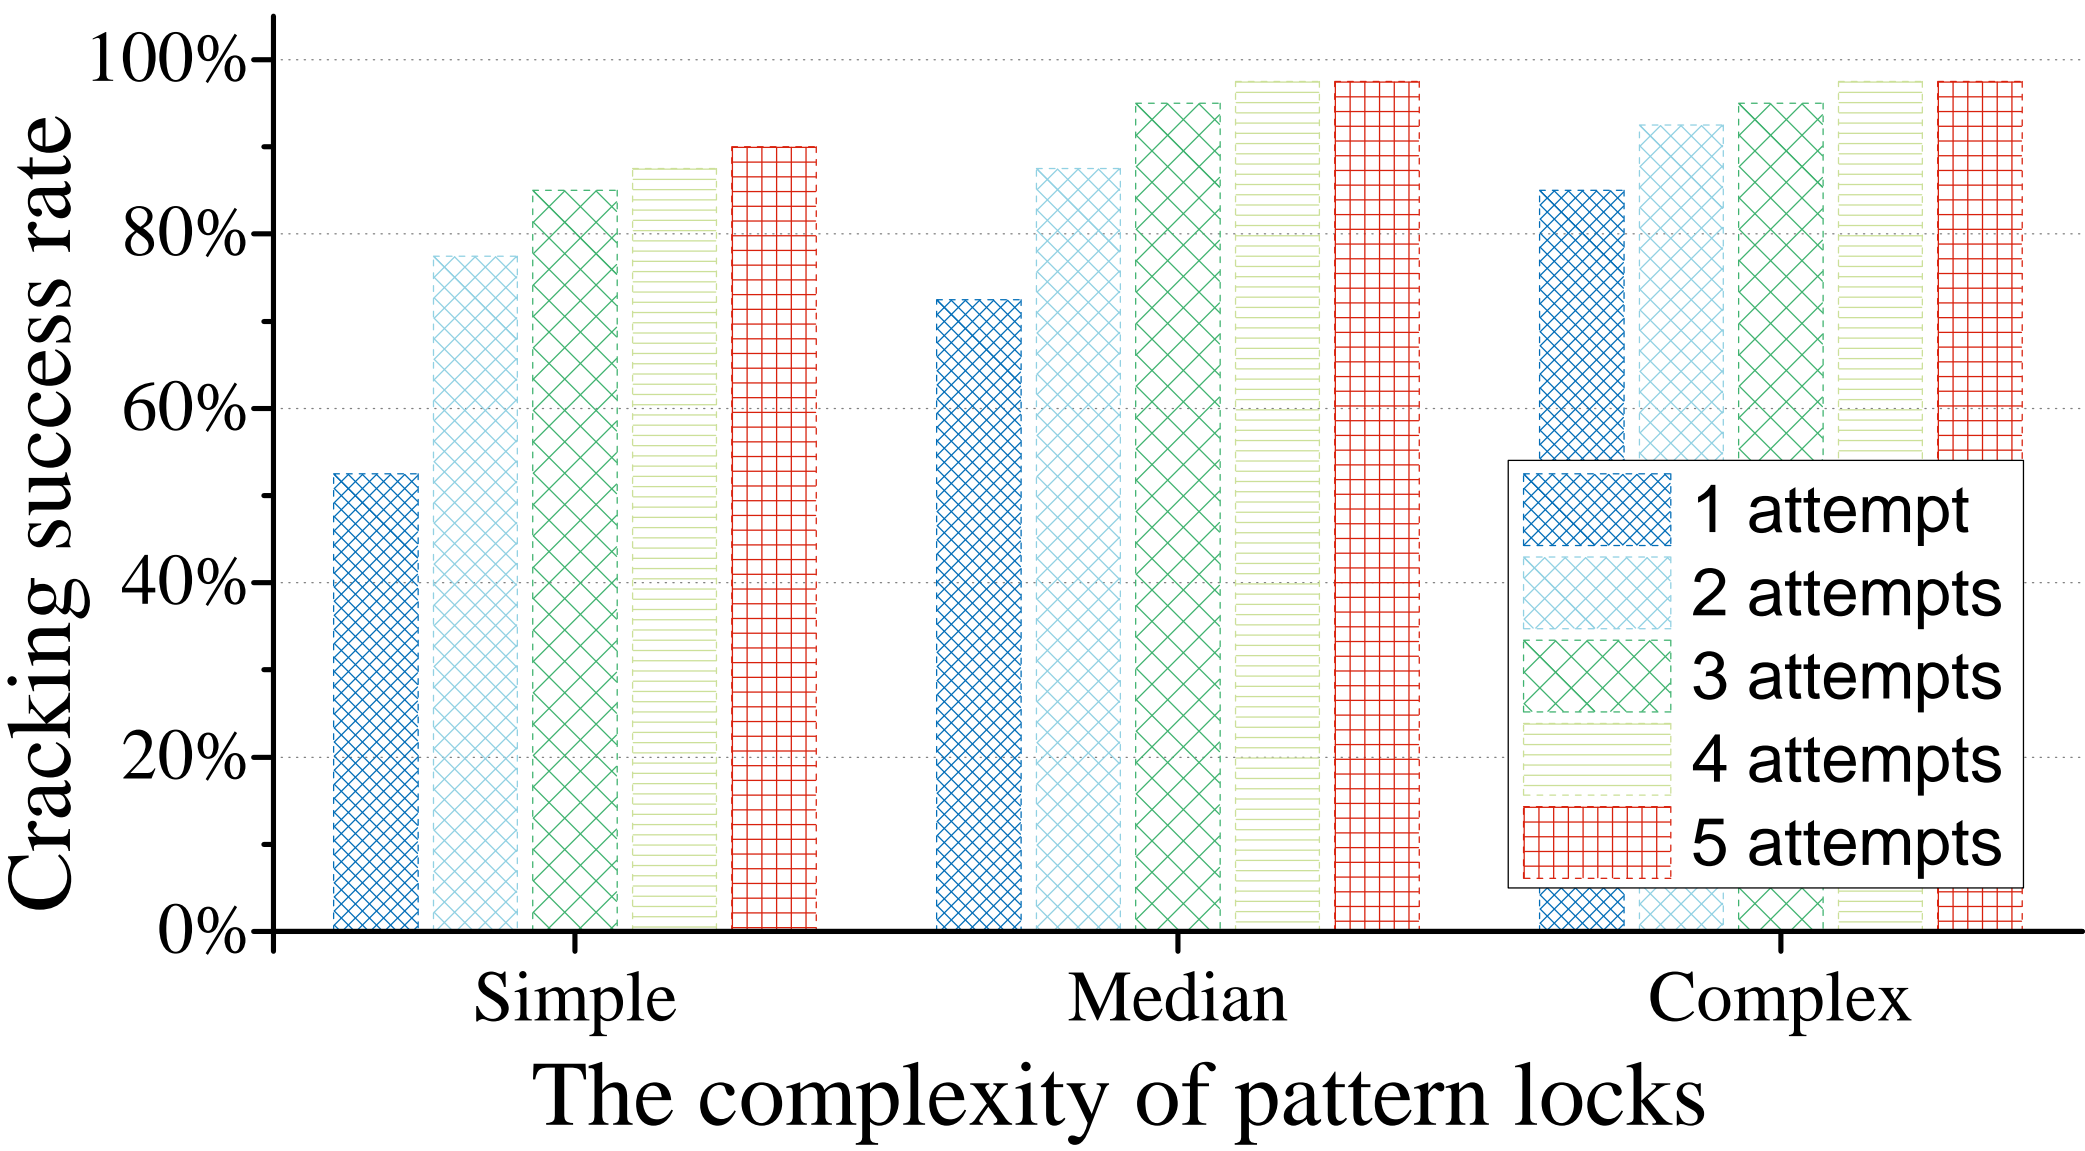 Cracking success rate
100%
80%
60%
40%
20%
0%
1 attempt
2 attempts
3 attempts
4 attempts
5 attempts
Simple Median Complex
The complexity of pattern locks